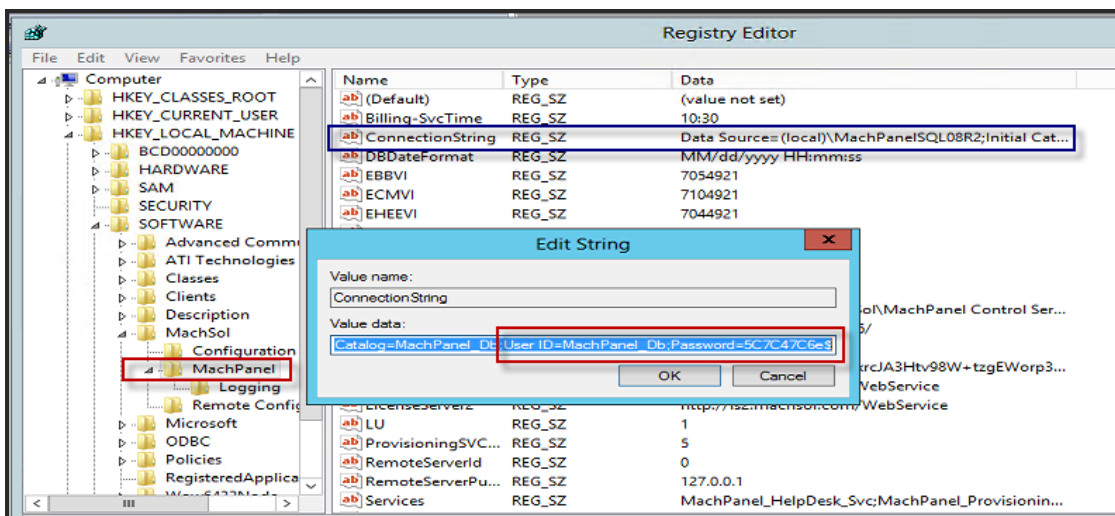 Registry Editor
File Edit View Favorites Help
Computer
HKEY_CLASSES_ROOT
HKEY_CURRENT_USER
HKEY_LOCAL_MACHINE
BCD00000000
HARDWARE
SAM
SECURITY
SOFTWARE
Advanced Commu
ATI Technologies
Classes
Clients
Description
MachSol
Configuration
MachPanel
Logging
Remote Config
Microsoft
ODBC
Policies
RegisteredApplica
Wow6432Node
Name Type Data
(Default) REG_SZ (value not set)
Billing-SvcTime REG_SZ 10:30
ConnectionString REG_SZ Data Source=(local)\MachPanelSQL08R2;Initial Cat...
DBDateFormat REG_SZ MM/dd/yyyy HH:mm:ss
EBBVI REG_SZ 7054921
ECMVI REG_SZ 7104921
EHEEVI REG_SZ 7044921
Edit String
Value name:
ConnectionString
Value data:
Catalog=MachPanel_Db;User ID=MachPanel_Db;Password=5C7C47C6e$
OK Cancel
ol\MachPanel Control Ser...
rcJA3Htv98W+tzgEWorp3...
WebService
LicenseServer2 REG_SZ http://ls2.machsol.com/WebService
LU REG_SZ 1
ProvisioningSVC... REG_SZ 5
RemoteServerId REG_SZ 0
RemoteServerPu... REG_SZ 127.0.0.1
Services REG_SZ MachPanel_HelpDesk_Svc;MachPanel_Provisionin...